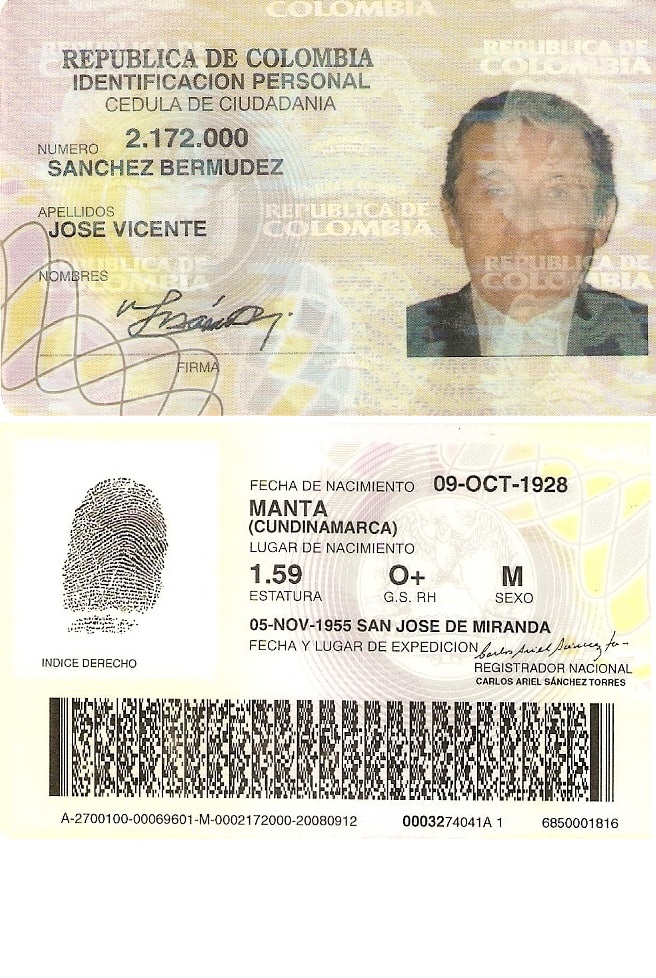 REPUBLICA DE COLOMBIA
IDENTIFICACION PERSONAL
CEDULA DE CIUDADANIA
NUMERO 2.172.000
SANCHEZ BERMUDEZ
APELLIDOS
JOSE VICENTE
NOMBRES
FIRMA
COLOMBIA
REPUBLICA DE
COLOMBIA
REPUBLICA DE
COLOMBIA
REPUBLICA DE
COLOMBIA
REPUBLICA DE
COLOMBIA
FECHA DE NACIMIENTO 09-OCT-1928
MANTA
(CUNDINAMARCA)
LUGAR DE NACIMIENTO
1.59 O+ M
ESTATURA G.S. RH SEXO
05-NOV-1955 SAN JOSE DE MIRANDA
FECHA Y LUGAR DE EXPEDICION
REGISTRADOR NACIONAL
CARLOS ARIEL SÁNCHEZ TORRES
INDICE DERECHO
A-2700100-00069601-M-0002172000-20080912 0003274041A 1 6850001816